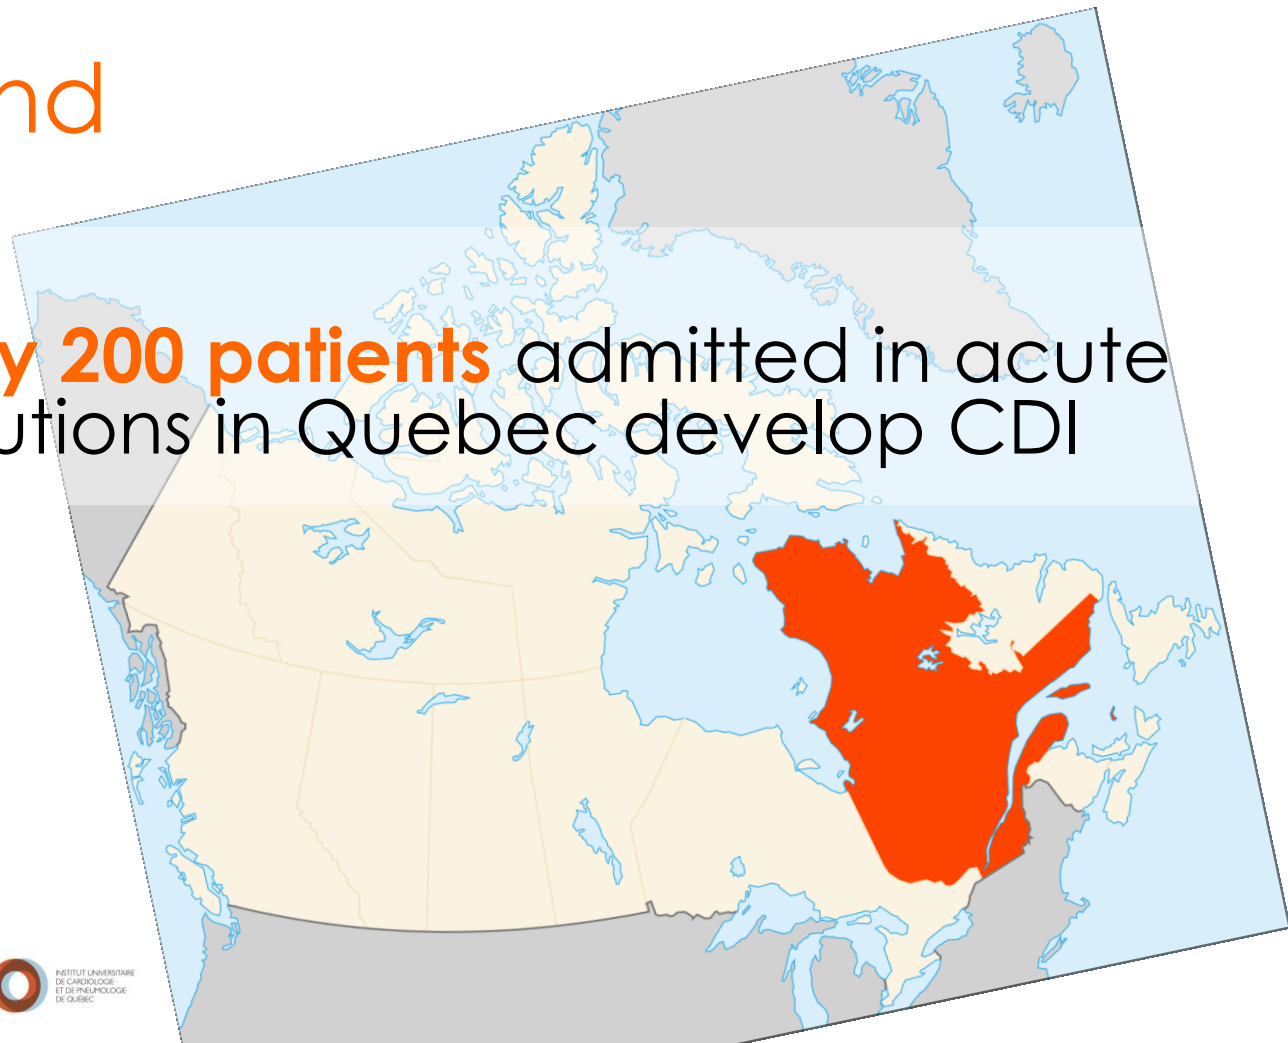 nd
y 200 patients admitted in acute
utions in Quebec develop CDI
INSTITUT UNIVERSITAIRE
DE CARDIOLOGIE
ET DE PNEUMOLOGIE
DE QUÉBEC